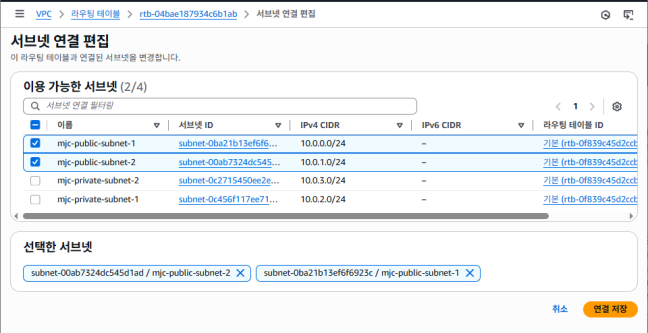 VPC > 라우팅 테이블 > rtb-04bae187934c6b1ab > 서브넷 연결 편집
서브넷 연결 편집
이 라우팅 테이블과 연결된 서브넷을 변경합니다.
이용 가능한 서브넷 (2/4)
서브넷 연결 필터링
1
이름 서브넷 ID IPv4 CIDR IPv6 CIDR 라우팅 테이블 ID
mjc-public-subnet-1 subnet-0ba21b13ef6f6... 10.0.0.0/24 – 기본 (rtb-0f839c45d2ccb
mjc-public-subnet-2 subnet-00ab7324dc545... 10.0.1.0/24 – 기본 (rtb-0f839c45d2ccb
mjc-private-subnet-2 subnet-0c2715450ee2e... 10.0.3.0/24 – 기본 (rtb-0f839c45d2ccb
mjc-private-subnet-1 subnet-0c456f117ee71... 10.0.2.0/24 – 기본 (rtb-0f839c45d2ccb
선택한 서브넷
subnet-00ab7324dc545d1ad / mjc-public-subnet-2 subnet-0ba21b13ef6f6923c / mjc-public-subnet-1
취소 연결 저장